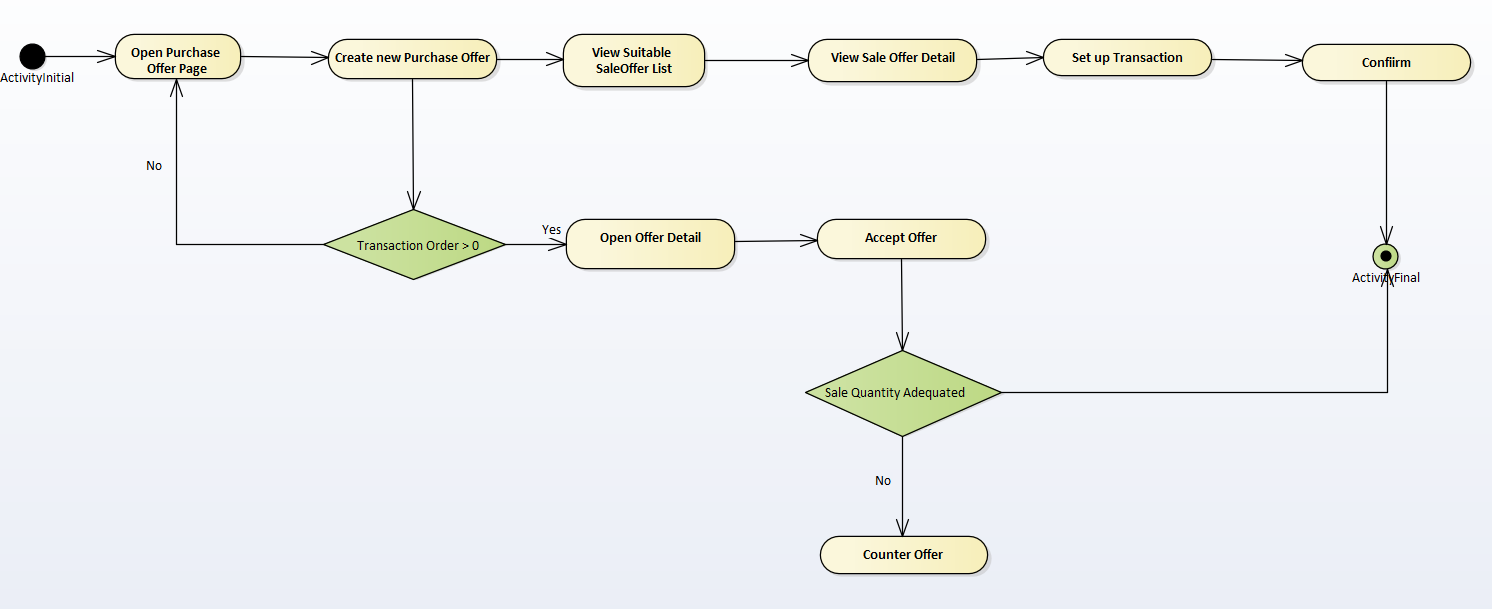 ActivityInitial
Open Purchase
Offer Page
Create new Purchase Offer
View Suitable
SaleOffer List
View Sale Offer Detail
Set up Transaction
Confiirm
No
Transaction Order > 0
Yes
Open Offer Detail
Accept Offer
ActivityFinal
Sale Quantity Adequated
No
Counter Offer